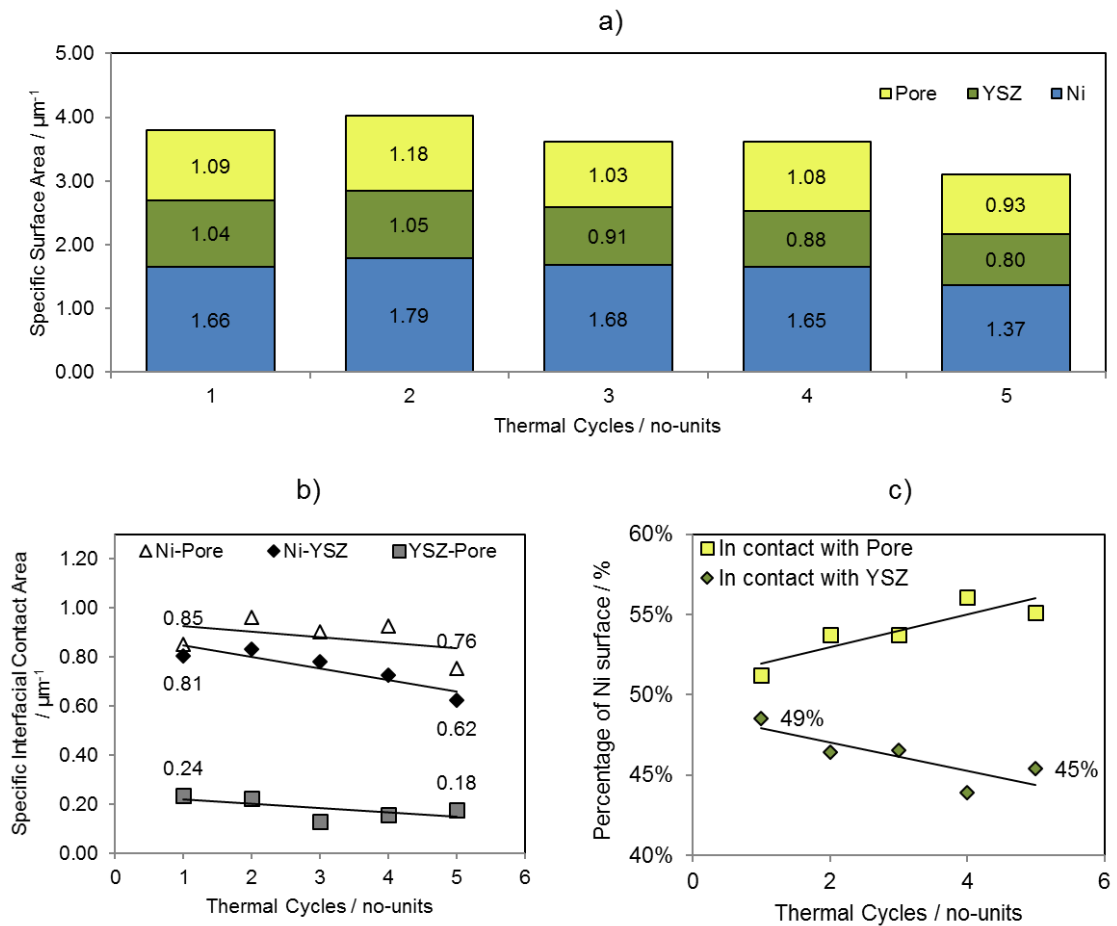 a)
5.00
4.00
3.00
2.00
1.00
0.00
Specific Surface Area / µm⁻¹
Pore YSZ Ni
1.09 1.18 1.03 1.08 0.93
1.04 1.05 0.91 0.88 0.80
1.66 1.79 1.68 1.65 1.37
1 2 3 4 5
Thermal Cycles / no-units
b)
Specific Interfacial Contact Area
/ µm⁻¹
1.20
1.00
0.80
0.60
0.40
0.20
0.00
Ni-Pore Ni-YSZ YSZ-Pore
0.85
0.76
0.81
0.62
0.24
0.18
0 1 2 3 4 5 6
Thermal Cycles / no-units
c)
Percentage of Ni surface / %
60%
55%
50%
45%
40%
In contact with Pore
In contact with YSZ
49%
45%
0 2 4 6
Thermal Cycles / no-units